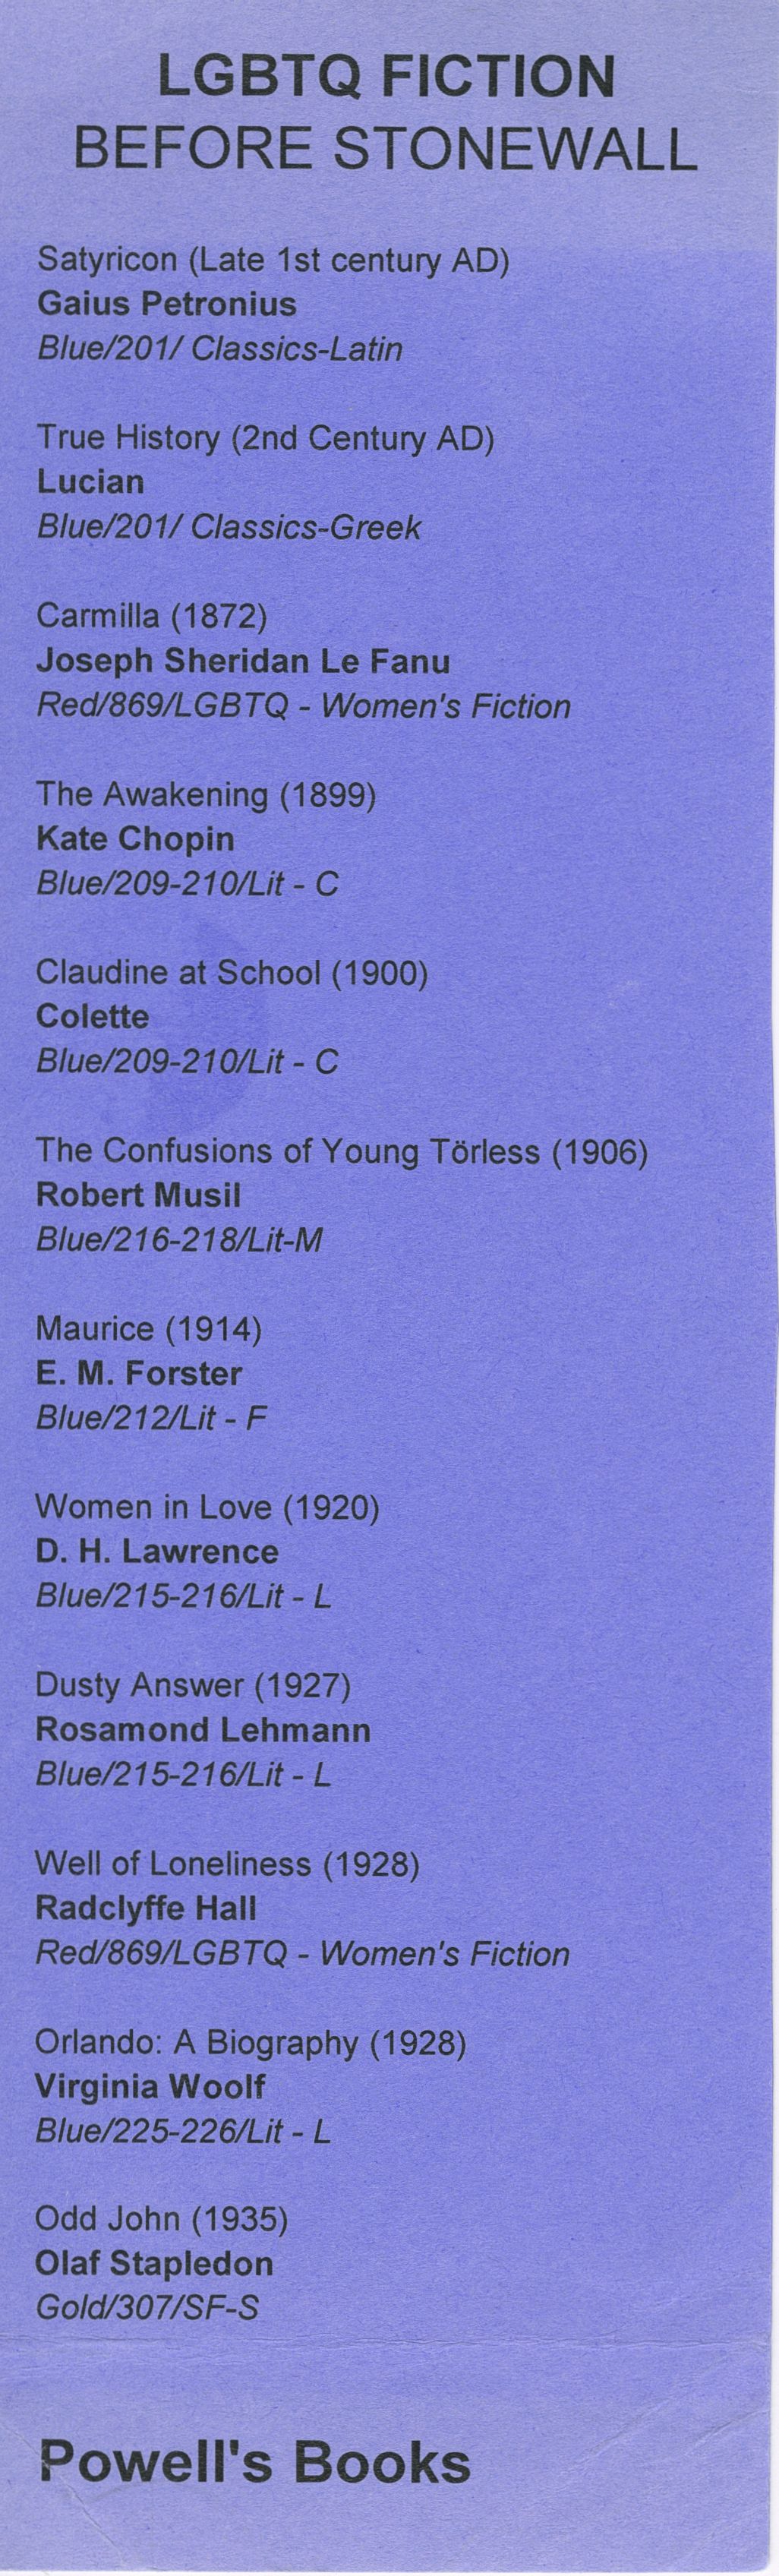 LGBTQ FICTION
BEFORE STONEWALL
Satyricon (Late 1st century AD)
Gaius Petronius
Blue/201/ Classics-Latin
True History (2nd Century AD)
Lucian
Blue/201/ Classics-Greek
Carmilla (1872)
Joseph Sheridan Le Fanu
Red/869/LGBTQ - Women's Fiction
The Awakening (1899)
Kate Chopin
Blue/209-210/Lit - C
Claudine at School (1900)
Colette
Blue/209-210/Lit - C
The Confusions of Young Törless (1906)
Robert Musil
Blue/216-218/Lit-M
Maurice (1914)
E. M. Forster
Blue/212/Lit - F
Women in Love (1920)
D. H. Lawrence
Blue/215-216/Lit - L
Dusty Answer (1927)
Rosamond Lehmann
Blue/215-216/Lit - L
Well of Loneliness (1928)
Radclyffe Hall
Red/869/LGBTQ - Women's Fiction
Orlando: A Biography (1928)
Virginia Woolf
Blue/225-226/Lit - L
Odd John (1935)
Olaf Stapledon
Gold/307/SF-S
Powell's Books